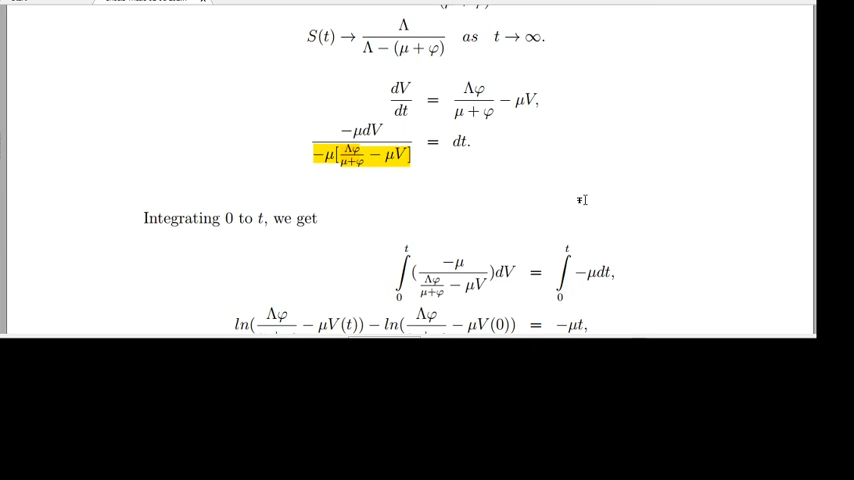 S(t) → Λ / (Λ − (μ + φ)) as t → ∞.
dV/dt = Λφ / (μ + φ) − μV,
−μdV / −μ[Λφ/(μ+φ) − μV] = dt.
Integrating 0 to t, we get
∫₀ᵗ (−μ / (Λφ/(μ+φ) − μV))dV = ∫₀ᵗ −μdt,
ln(Λφ − μV(t)) − ln(Λφ − μV(0)) = −μt,